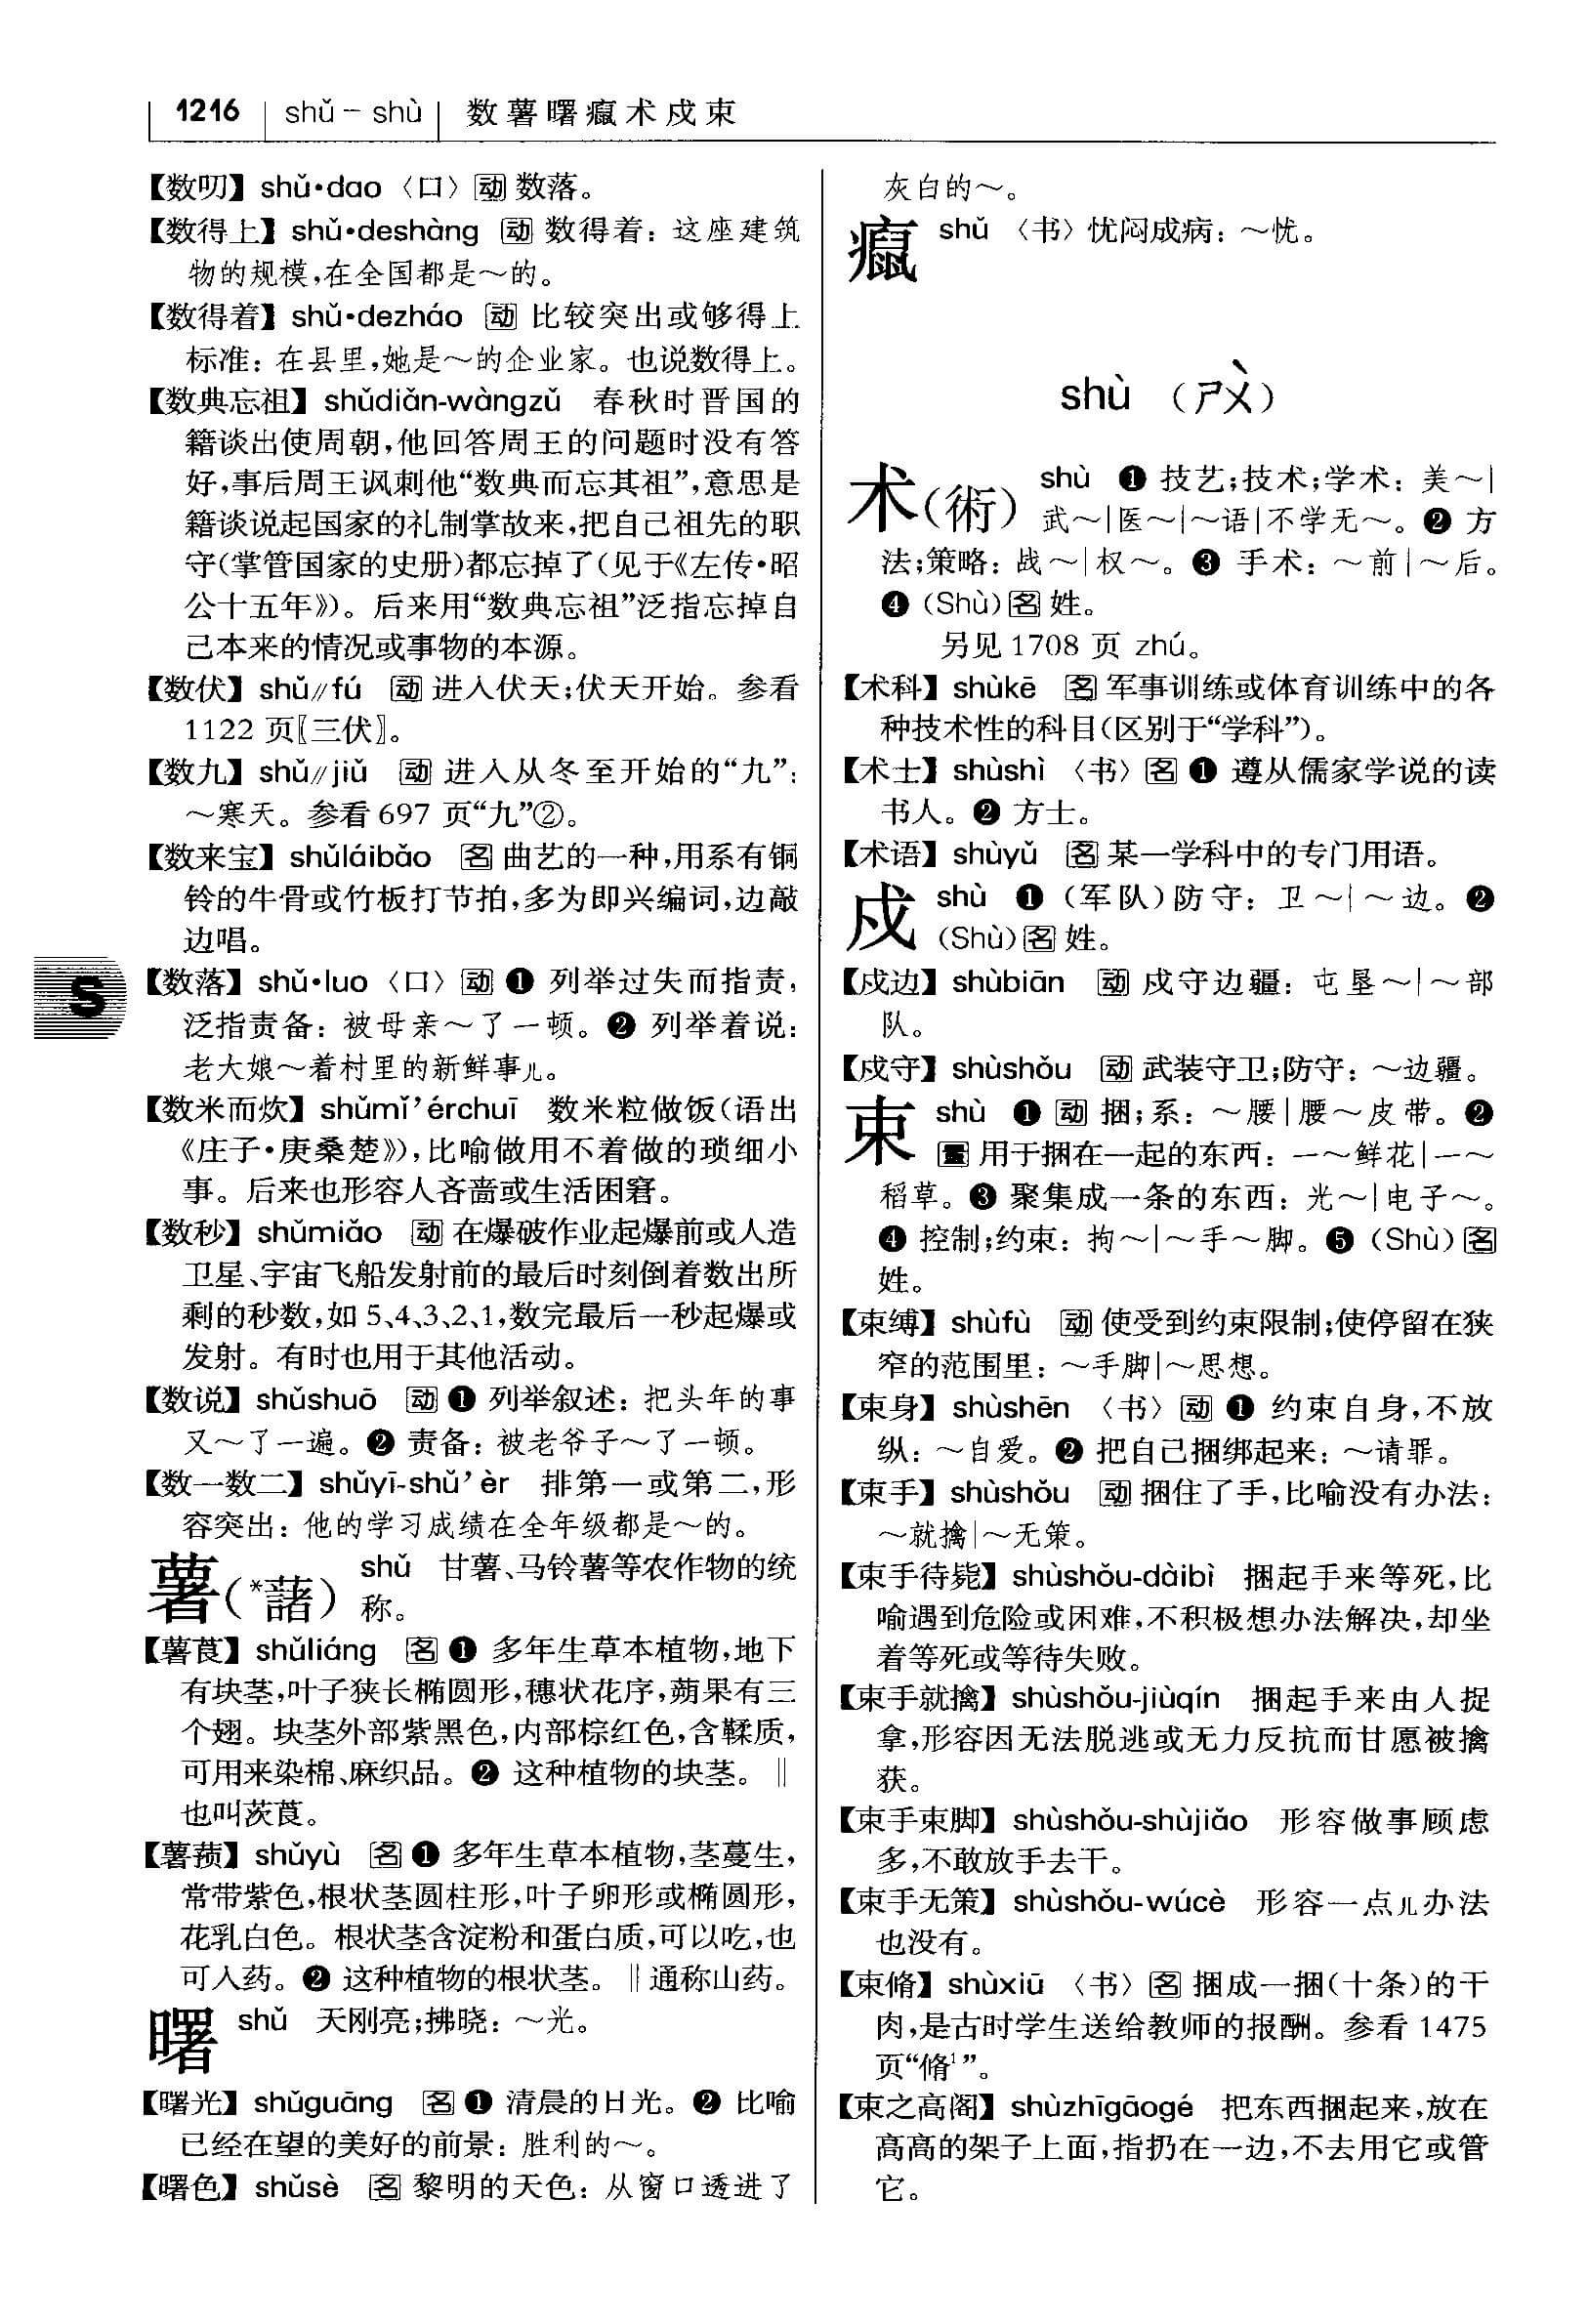 1216 shǔ – shù 数薯曙癙术戍束
【数叨】 shǔ•dao 〈口〉 动 数落。
【数得上】 shǔ•deshàng 动 数得着：这座建筑
物的规模，在全国都是～的。
【数得着】 shǔ•dezháo 动 比较突出或够得上
标准：在县里，她是～的企业家。也说数得上。
【数典忘祖】 shǔdiǎn-wàngzǔ 春秋时晋国的
籍谈出使周朝，他回答周王的问题时没有答
好，事后周王讽刺他“数典而忘其祖”，意思是
籍谈说起国家的礼制掌故来，把自己祖先的职
守（掌管国家的史册）都忘掉了（见于《左传•昭
公十五年》）。后来用“数典忘祖”泛指忘掉自
己本来的情况或事物的本源。
【数伏】 shǔ//fú 动 进入伏天；伏天开始。参看
1122 页〖三伏〗。
【数九】 shǔ//jiǔ 动 进入从冬至开始的“九”：
～寒天。参看 697 页“九”②。
【数来宝】 shǔláibǎo 名 曲艺的一种，用系有铜
铃的牛骨或竹板打节拍，多为即兴编词，边敲
边唱。
【数落】 shǔ•luo 〈口〉 动 ❶ 列举过失而指责，
泛指责备：被母亲～了一顿。❷ 列举着说：
老大娘～着村里的新鲜事儿。
【数米而炊】 shǔmǐ’érchuī 数米粒做饭（语出
《庄子•庚桑楚》），比喻做用不着做的琐细小
事。后来也形容人吝啬或生活困窘。
【数秒】 shǔmiǎo 动 在爆破作业起爆前或人造
卫星、宇宙飞船发射前的最后时刻倒着数出所
剩的秒数，如 5、4、3、2、1，数完最后一秒起爆或
发射。有时也用于其他活动。
【数说】 shǔshuō 动 ❶ 列举叙述：把头年的事
又～了一遍。❷ 责备：被老爷子～了一顿。
【数一数二】 shǔyī-shǔ’èr 排第一或第二，形
容突出：他的学习成绩在全年级都是～的。
薯（*藷） shǔ 甘薯、马铃薯等农作物的统
称。
【薯莨】 shǔliáng 名 ❶ 多年生草本植物，地下
有块茎，叶子狭长椭圆形，穗状花序，蒴果有三
个翅。块茎外部紫黑色，内部棕红色，含鞣质，
可用来染棉、麻织品。❷ 这种植物的块茎。‖
也叫茨莨。
【薯蓣】 shǔyù 名 ❶ 多年生草本植物，茎蔓生，
常带紫色，根状茎圆柱形，叶子卵形或椭圆形，
花乳白色。根状茎含淀粉和蛋白质，可以吃，也
可入药。❷ 这种植物的根状茎。‖通称山药。
曙 shǔ 天刚亮；拂晓：～光。
【曙光】 shǔguāng 名 ❶ 清晨的日光。❷ 比喻
已经在望的美好的前景：胜利的～。
【曙色】 shǔsè 名 黎明的天色：从窗口透进了
S
灰白的～。
癙 shǔ 〈书〉忧闷成病：～忧。
shù （ㄕㄨˋ）
术（術） shù ❶ 技艺；技术；学术：美～｜
武～｜医～｜～语｜不学无～。❷ 方
法；策略：战～｜权～。❸ 手术：～前｜～后。
❹ （Shù） 名 姓。
另见 1708 页 zhú。
【术科】 shùkē 名 军事训练或体育训练中的各
种技术性的科目（区别于“学科”）。
【术士】 shùshì 〈书〉 名 ❶ 遵从儒家学说的读
书人。❷ 方士。
【术语】 shùyǔ 名 某一学科中的专门用语。
戍 shù ❶ （军队）防守：卫～｜～边。❷
（Shù） 名 姓。
【戍边】 shùbiān 动 戍守边疆：屯垦～｜～部
队。
【戍守】 shùshǒu 动 武装守卫；防守：～边疆。
束 shù ❶ 动 捆；系：～腰｜腰～皮带。❷
量 用于捆在一起的东西：一～鲜花｜一～
稻草。❸ 聚集成一条的东西：光～｜电子～。
❹ 控制；约束：拘～｜～手～脚。❺ （Shù） 名
姓。
【束缚】 shùfù 动 使受到约束限制；使停留在狭
窄的范围里：～手脚｜～思想。
【束身】 shùshēn 〈书〉 动 ❶ 约束自身，不放
纵：～自爱。❷ 把自己捆绑起来：～请罪。
【束手】 shùshǒu 动 捆住了手，比喻没有办法：
～就擒｜～无策。
【束手待毙】 shùshǒu-dàibì 捆起手来等死，比
喻遇到危险或困难，不积极想办法解决，却坐
着等死或等待失败。
【束手就擒】 shùshǒu-jiùqín 捆起手来由人捉
拿，形容因无法脱逃或无力反抗而甘愿被擒
获。
【束手束脚】 shùshǒu-shùjiǎo 形容做事顾虑
多，不敢放手去干。
【束手无策】 shùshǒu-wúcè 形容一点儿办法
也没有。
【束脩】 shùxiū 〈书〉 名 捆成一捆（十条）的干
肉，是古时学生送给教师的报酬。参看 1475
页“脩¹”。
【束之高阁】 shùzhīgāogé 把东西捆起来，放在
高高的架子上面，指扔在一边，不去用它或管
它。